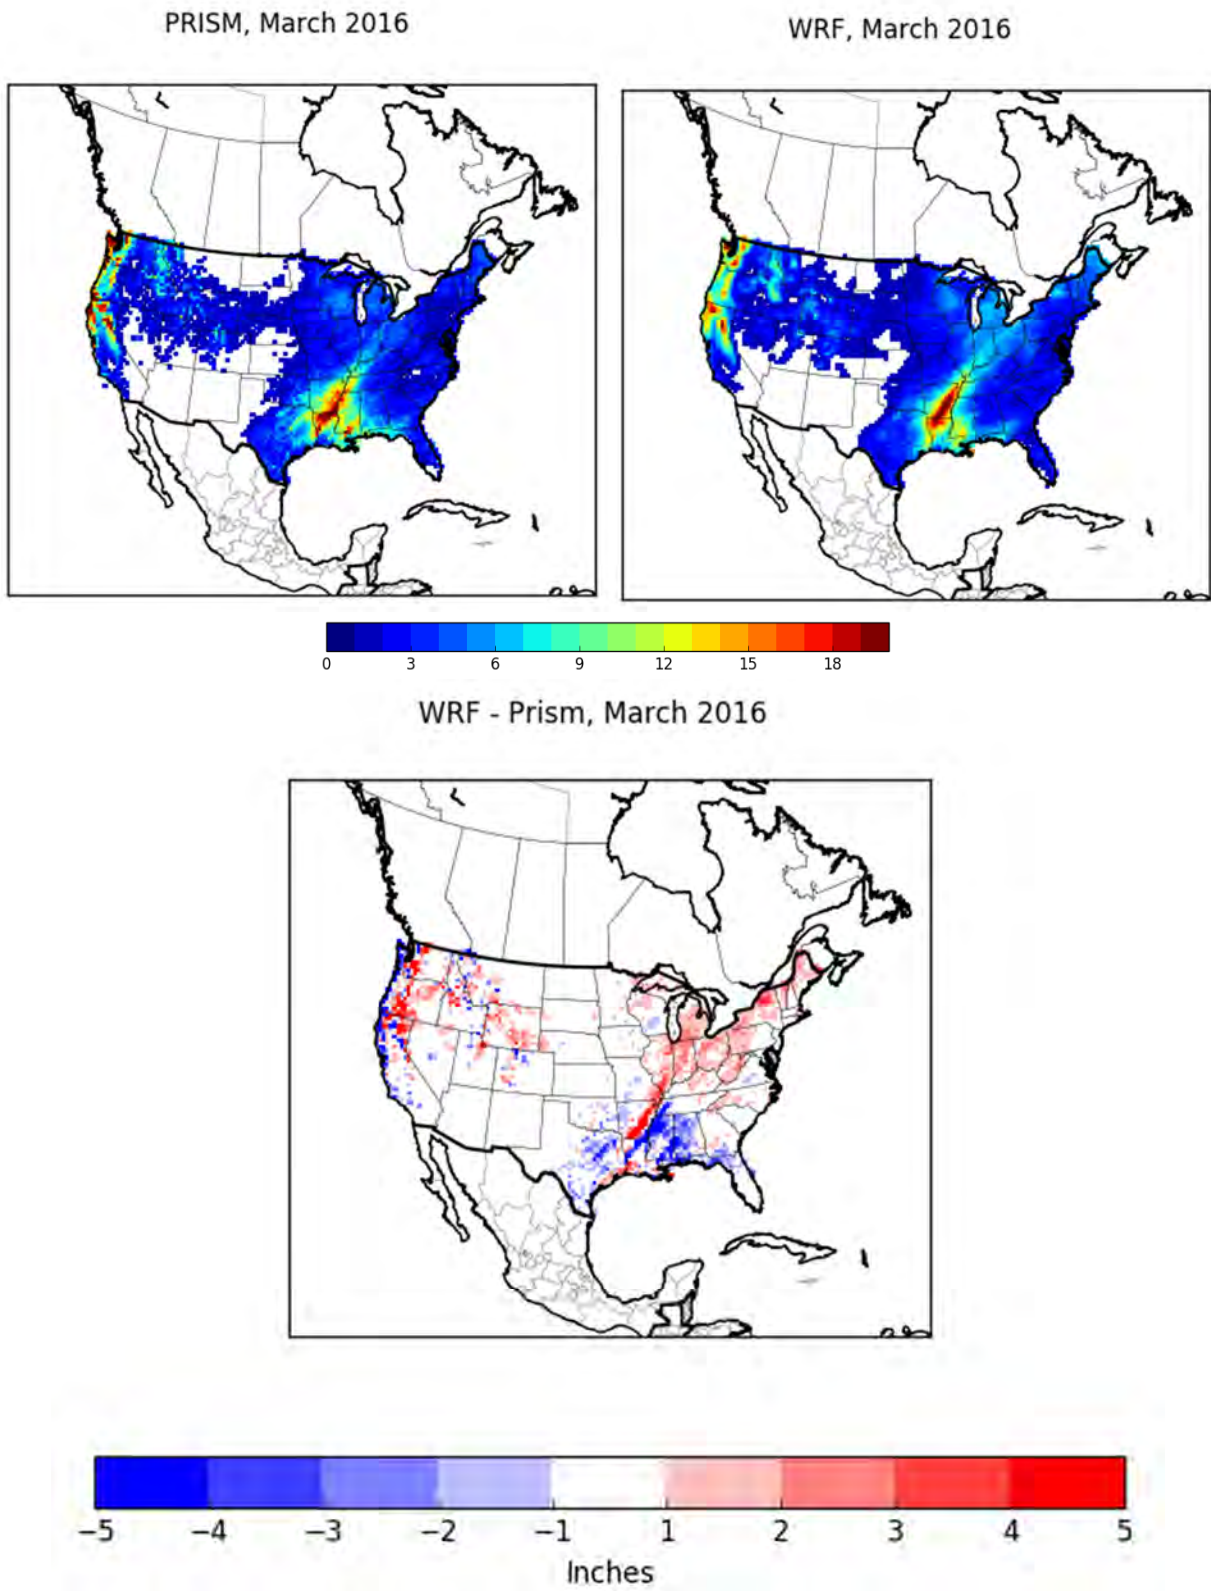 PRISM, March 2016
WRF, March 2016
0 3 6 9 12 15 18
WRF - Prism, March 2016
−5 −4 −3 −2 −1 1 2 3 4 5
Inches